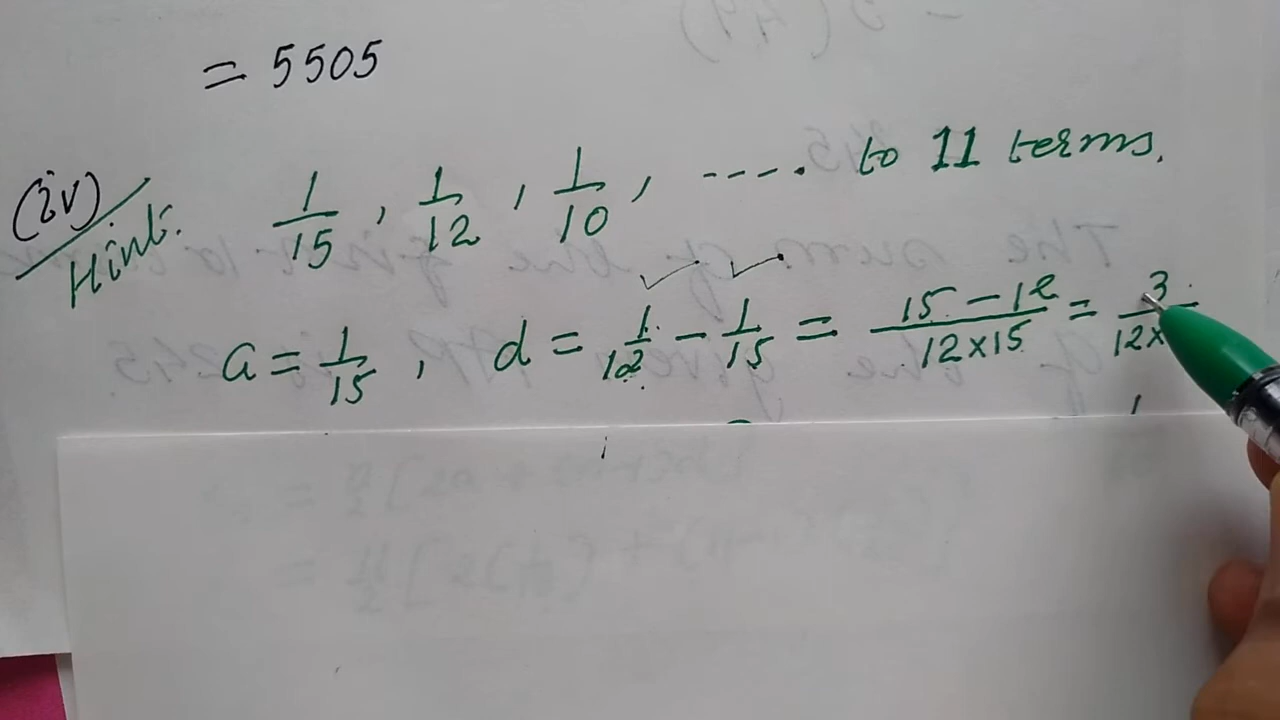 = 5505
(iv) 1/15, 1/12, 1/10, ---- to 11 terms.
Hint:
a = 1/15, d = 1/12 - 1/15 = (15-12)/(12×15) = 3/(12×